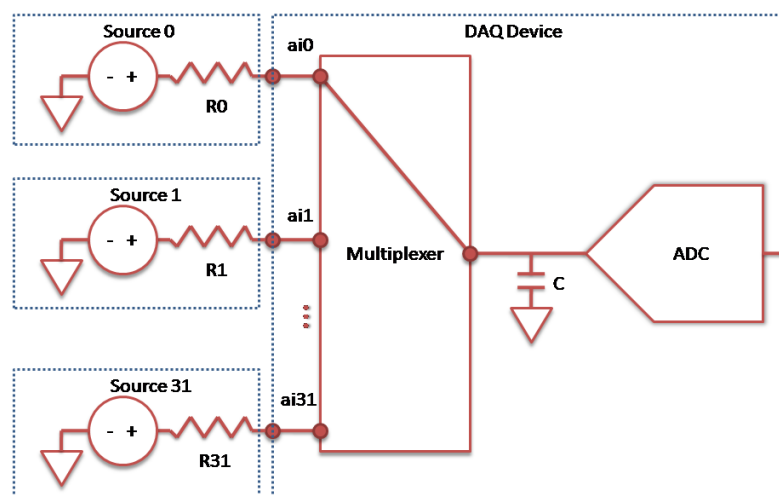 Source 0
DAQ Device
ai0
- +
R0
Source 1
ai1
- +
R1
Multiplexer
ADC
C
Source 31
ai31
- +
R31